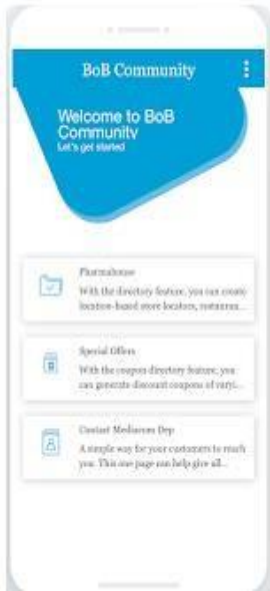 BoB Community
Welcome to BoB
Community
Let's get started
Pharmahouse
With the directory feature, you can create
location-based store locators, restauran...
Special Offers
With the coupon directory feature, you
can generate discount coupons of varyi...
Contact Mediacom Dep
A simple way for your customers to reach
you. This one page can help give all...